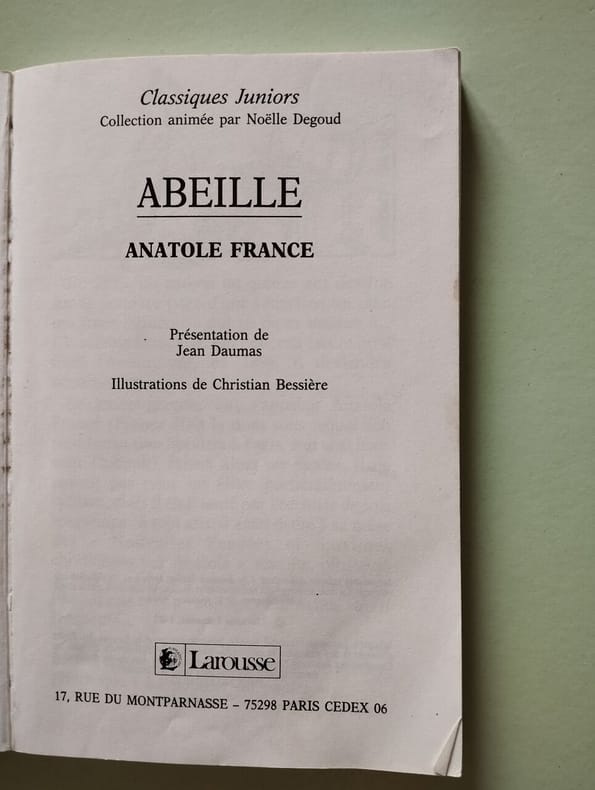 Classiques Juniors
Collection animée par Noëlle Degoud
ABEILLE
ANATOLE FRANCE
Présentation de
Jean Daumas
Illustrations de Christian Bessière
Larousse
17, RUE DU MONTPARNASSE – 75298 PARIS CEDEX 06